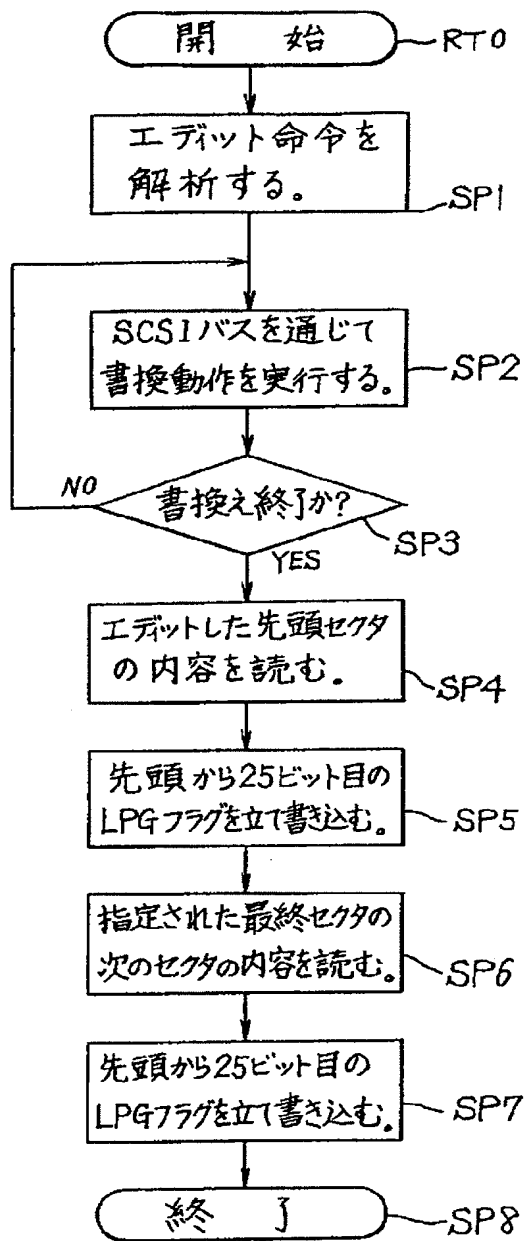 開 始
RT0
エディット命令を
解析する。
SP1
SCSIバスを通じて
書換動作を実行する。
SP2
NO
書換え終了か?
SP3
YES
エディットした先頭セクタ
の内容を読む。
SP4
先頭から25ビット目の
LPGフラグを立て書き込む。
SP5
指定された最終セクタの
次のセクタの内容を読む。
SP6
先頭から25ビット目の
LPGフラグを立て書き込む。
SP7
終 了
SP8